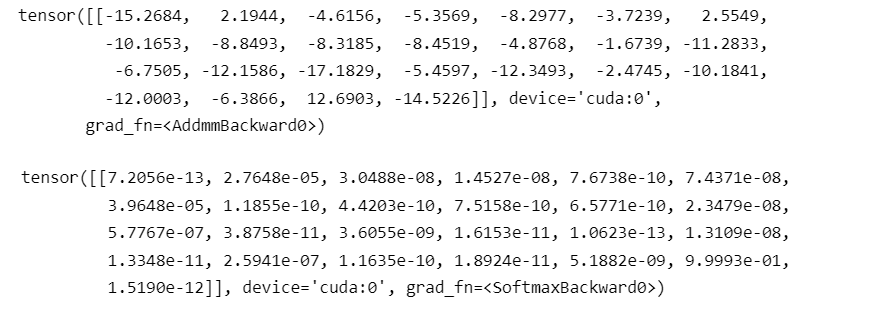 tensor([[-15.2684, 2.1944, -4.6156, -5.3569, -8.2977, -3.7239, 2.5549,
-10.1653, -8.8493, -8.3185, -8.4519, -4.8768, -1.6739, -11.2833,
-6.7505, -12.1586, -17.1829, -5.4597, -12.3493, -2.4745, -10.1841,
-12.0003, -6.3866, 12.6903, -14.5226]], device='cuda:0',
grad_fn=<AddmmBackward0>)
tensor([[7.2056e-13, 2.7648e-05, 3.0488e-08, 1.4527e-08, 7.6738e-10, 7.4371e-08,
3.9648e-05, 1.1855e-10, 4.4203e-10, 7.5158e-10, 6.5771e-10, 2.3479e-08,
5.7767e-07, 3.8758e-11, 3.6055e-09, 1.6153e-11, 1.0623e-13, 1.3109e-08,
1.3348e-11, 2.5941e-07, 1.1635e-10, 1.8924e-11, 5.1882e-09, 9.9993e-01,
1.5190e-12]], device='cuda:0', grad_fn=<SoftmaxBackward0>)